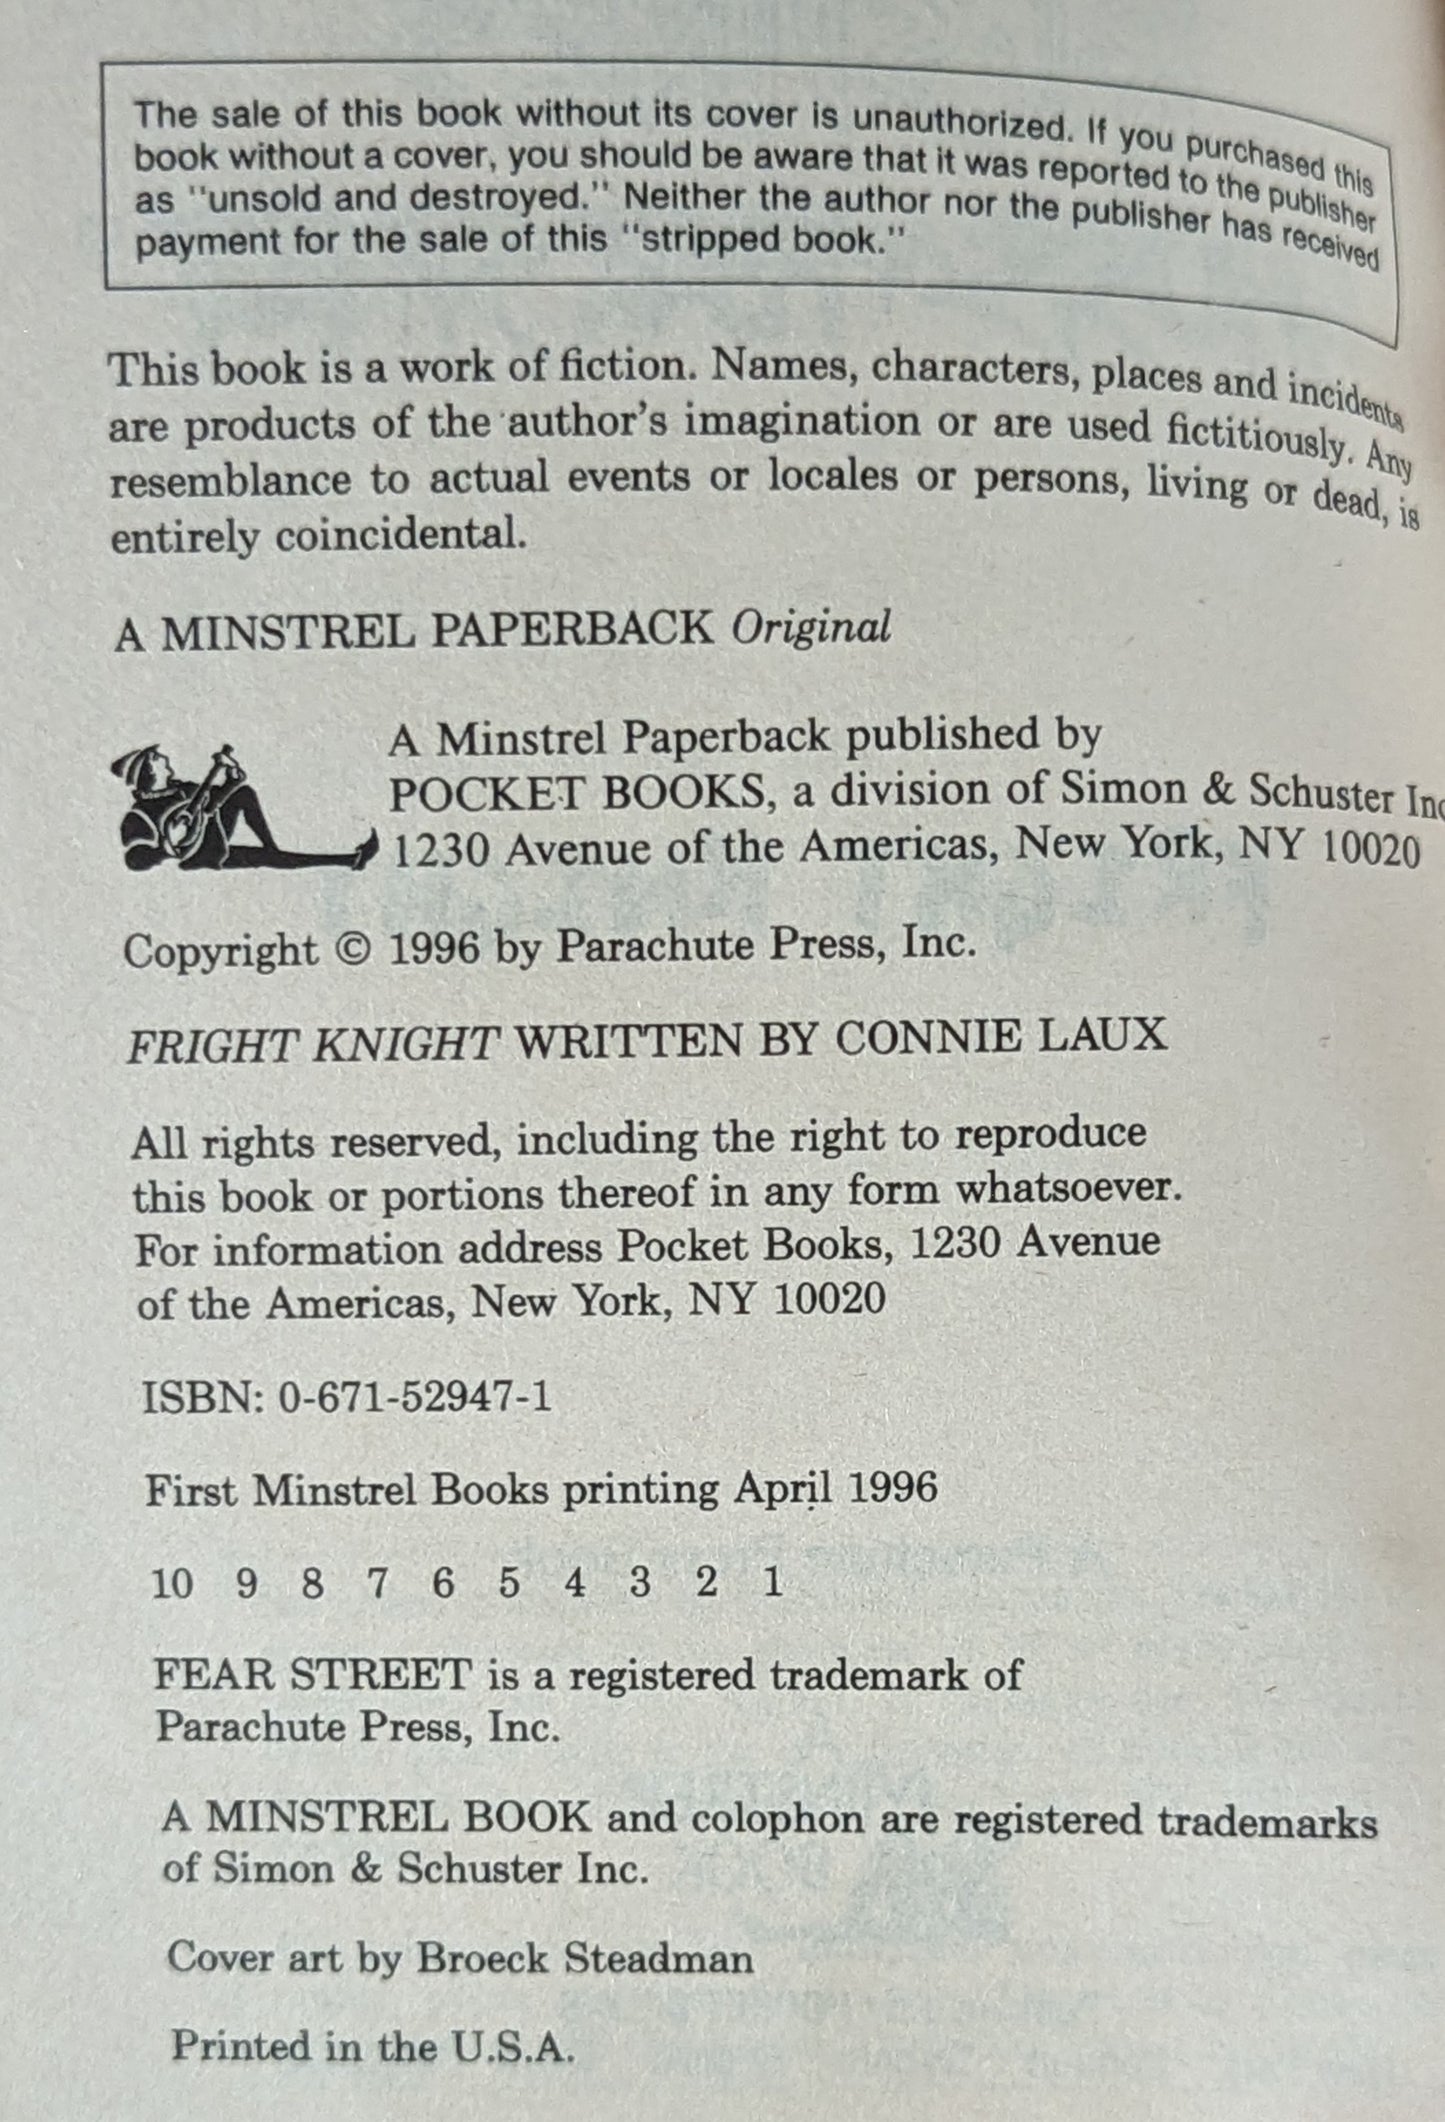 The sale of this book without its cover is unauthorized. If you purchased this
book without a cover, you should be aware that it was reported to the publisher
as "unsold and destroyed." Neither the author nor the publisher has received
payment for the sale of this "stripped book."
This book is a work of fiction. Names, characters, places and incidents
are products of the author's imagination or are used fictitiously. Any
resemblance to actual events or locales or persons, living or dead, is
entirely coincidental.
A MINSTREL PAPERBACK Original
A Minstrel Paperback published by
POCKET BOOKS, a division of Simon & Schuster Inc
1230 Avenue of the Americas, New York, NY 10020
Copyright © 1996 by Parachute Press, Inc.
FRIGHT KNIGHT WRITTEN BY CONNIE LAUX
All rights reserved, including the right to reproduce
this book or portions thereof in any form whatsoever.
For information address Pocket Books, 1230 Avenue
of the Americas, New York, NY 10020
ISBN: 0-671-52947-1
First Minstrel Books printing April 1996
10 9 8 7 6 5 4 3 2 1
FEAR STREET is a registered trademark of
Parachute Press, Inc.
A MINSTREL BOOK and colophon are registered trademarks
of Simon & Schuster Inc.
Cover art by Broeck Steadman
Printed in the U.S.A.